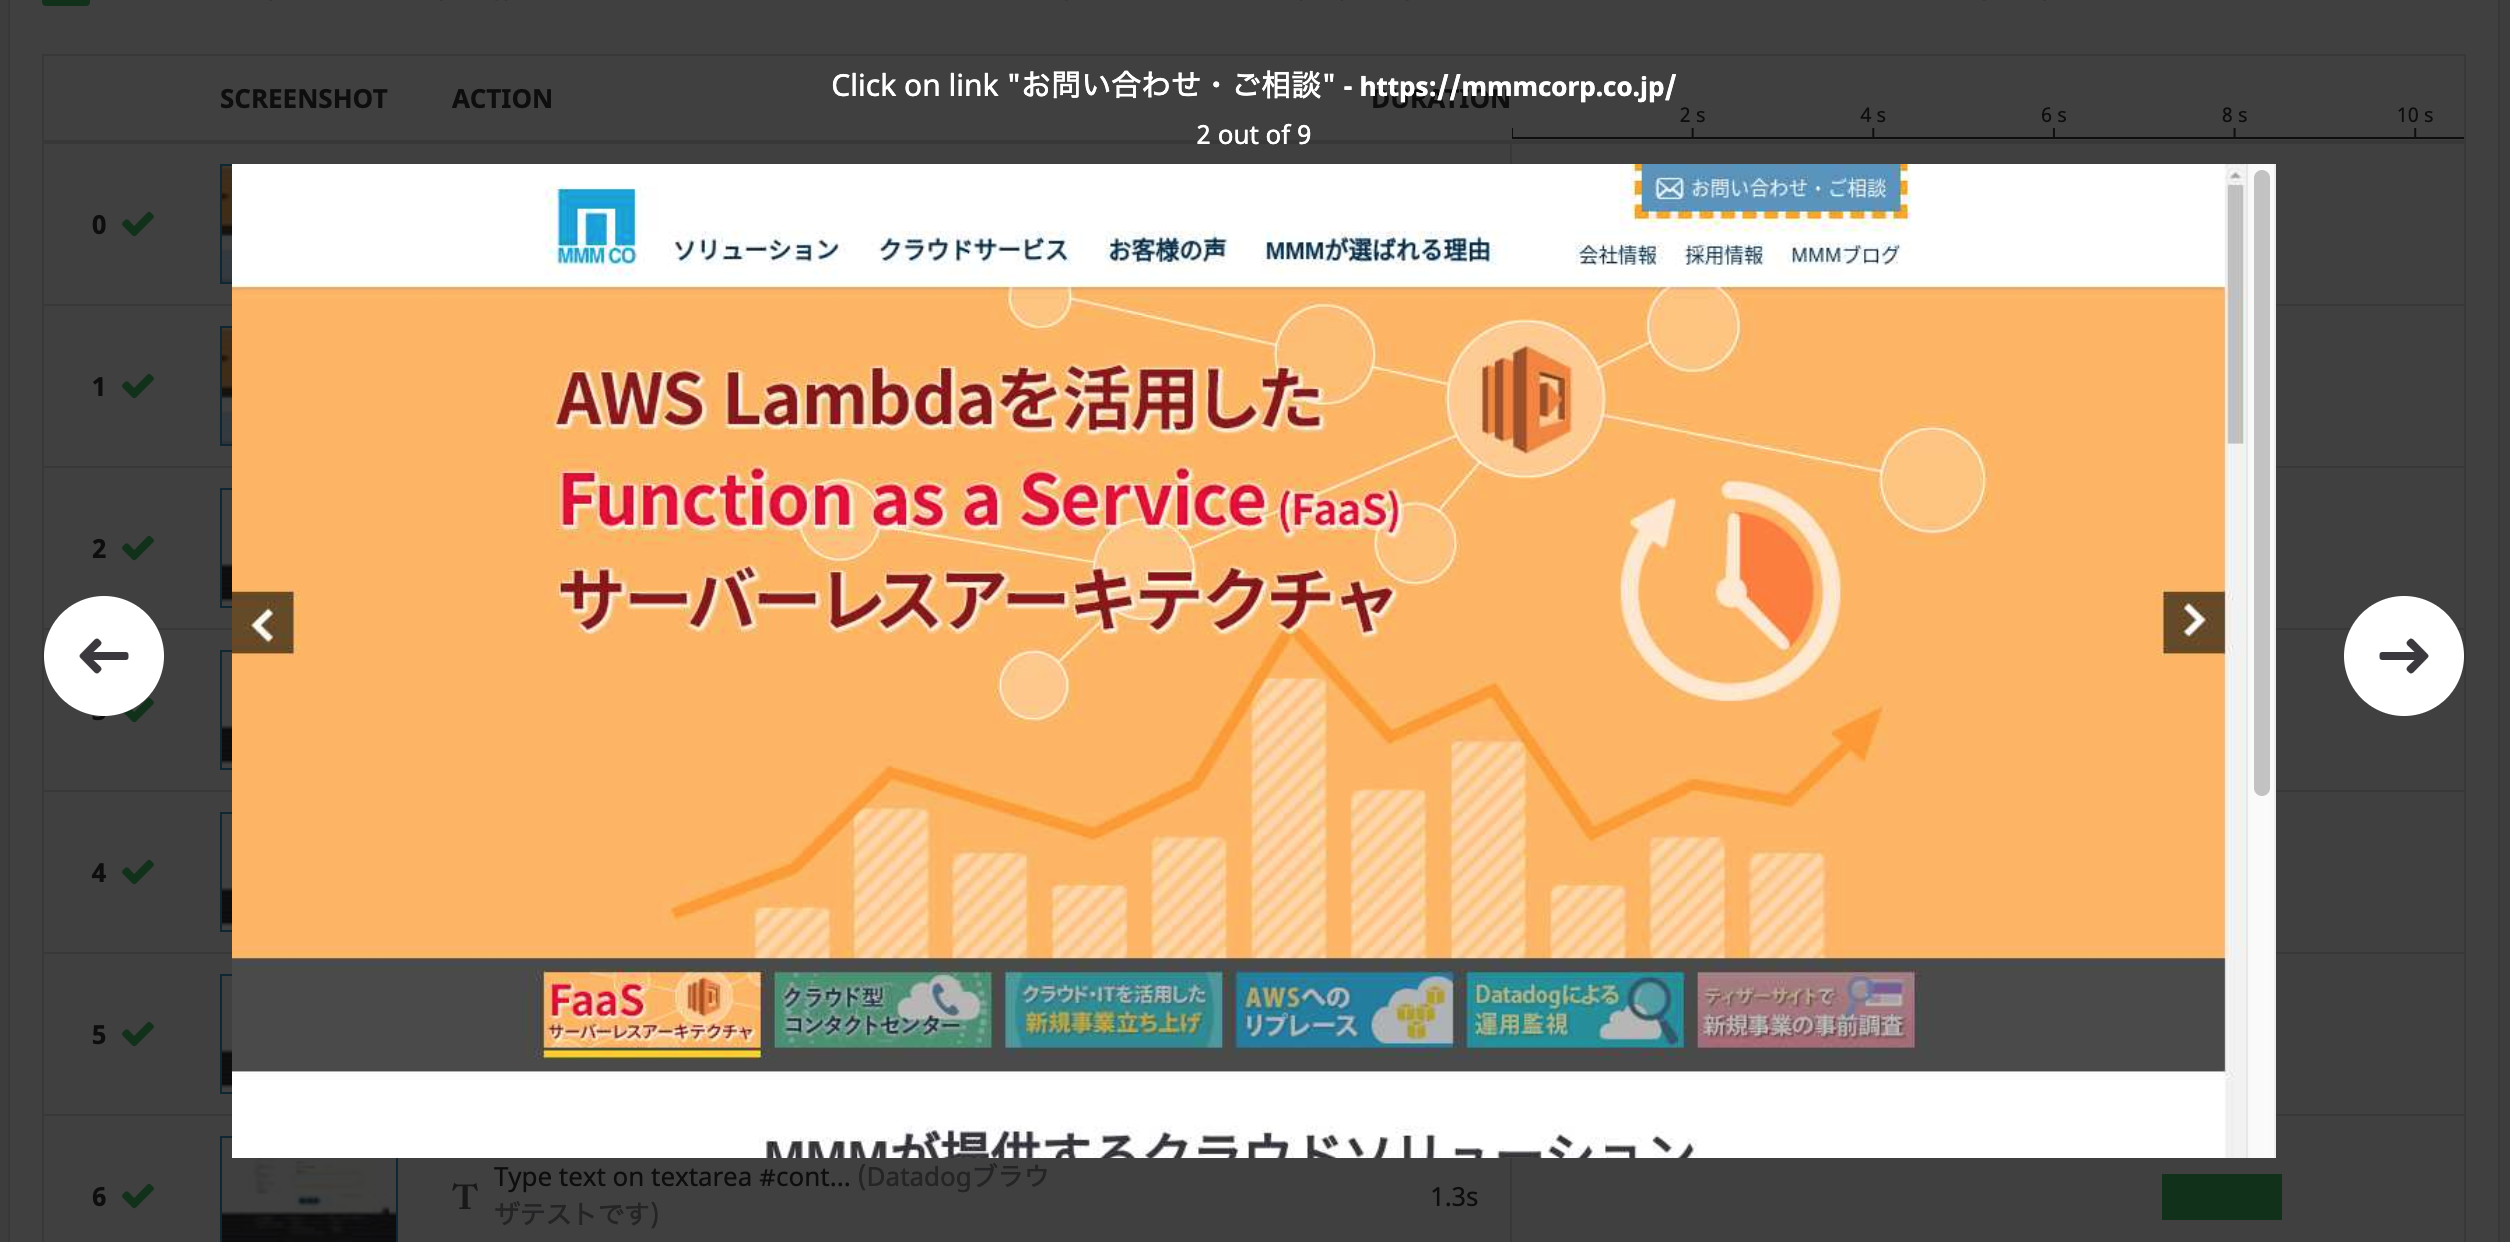 SCREENSHOT
ACTION
DURATION
Click on link "お問い合わせ・ご相談" - https://mmmcorp.co.jp/
2 out of 9
2 s
4 s
6 s
8 s
10 s
0
1
2
4
5
MMM CO
ソリューション
クラウドサービス
お客様の声
MMMが選ばれる理由
お問い合わせ・ご相談
会社情報
採用情報
MMMブログ
AWS Lambdaを活用した
Function as a Service (FaaS)
サーバーレスアーキテクチャ
FaaS
サーバーレスアーキテクチャ
クラウド型
コンタクトセンター
クラウド・ITを活用した
新規事業立ち上げ
AWSへの
リプレース
Datadogによる
運用監視
ティザーサイトで
新規事業の事前調査
MMMが提供するクラウドソリューション
6
Type text on textarea #cont... (Datadogブラウ
ザテストです)
1.3s